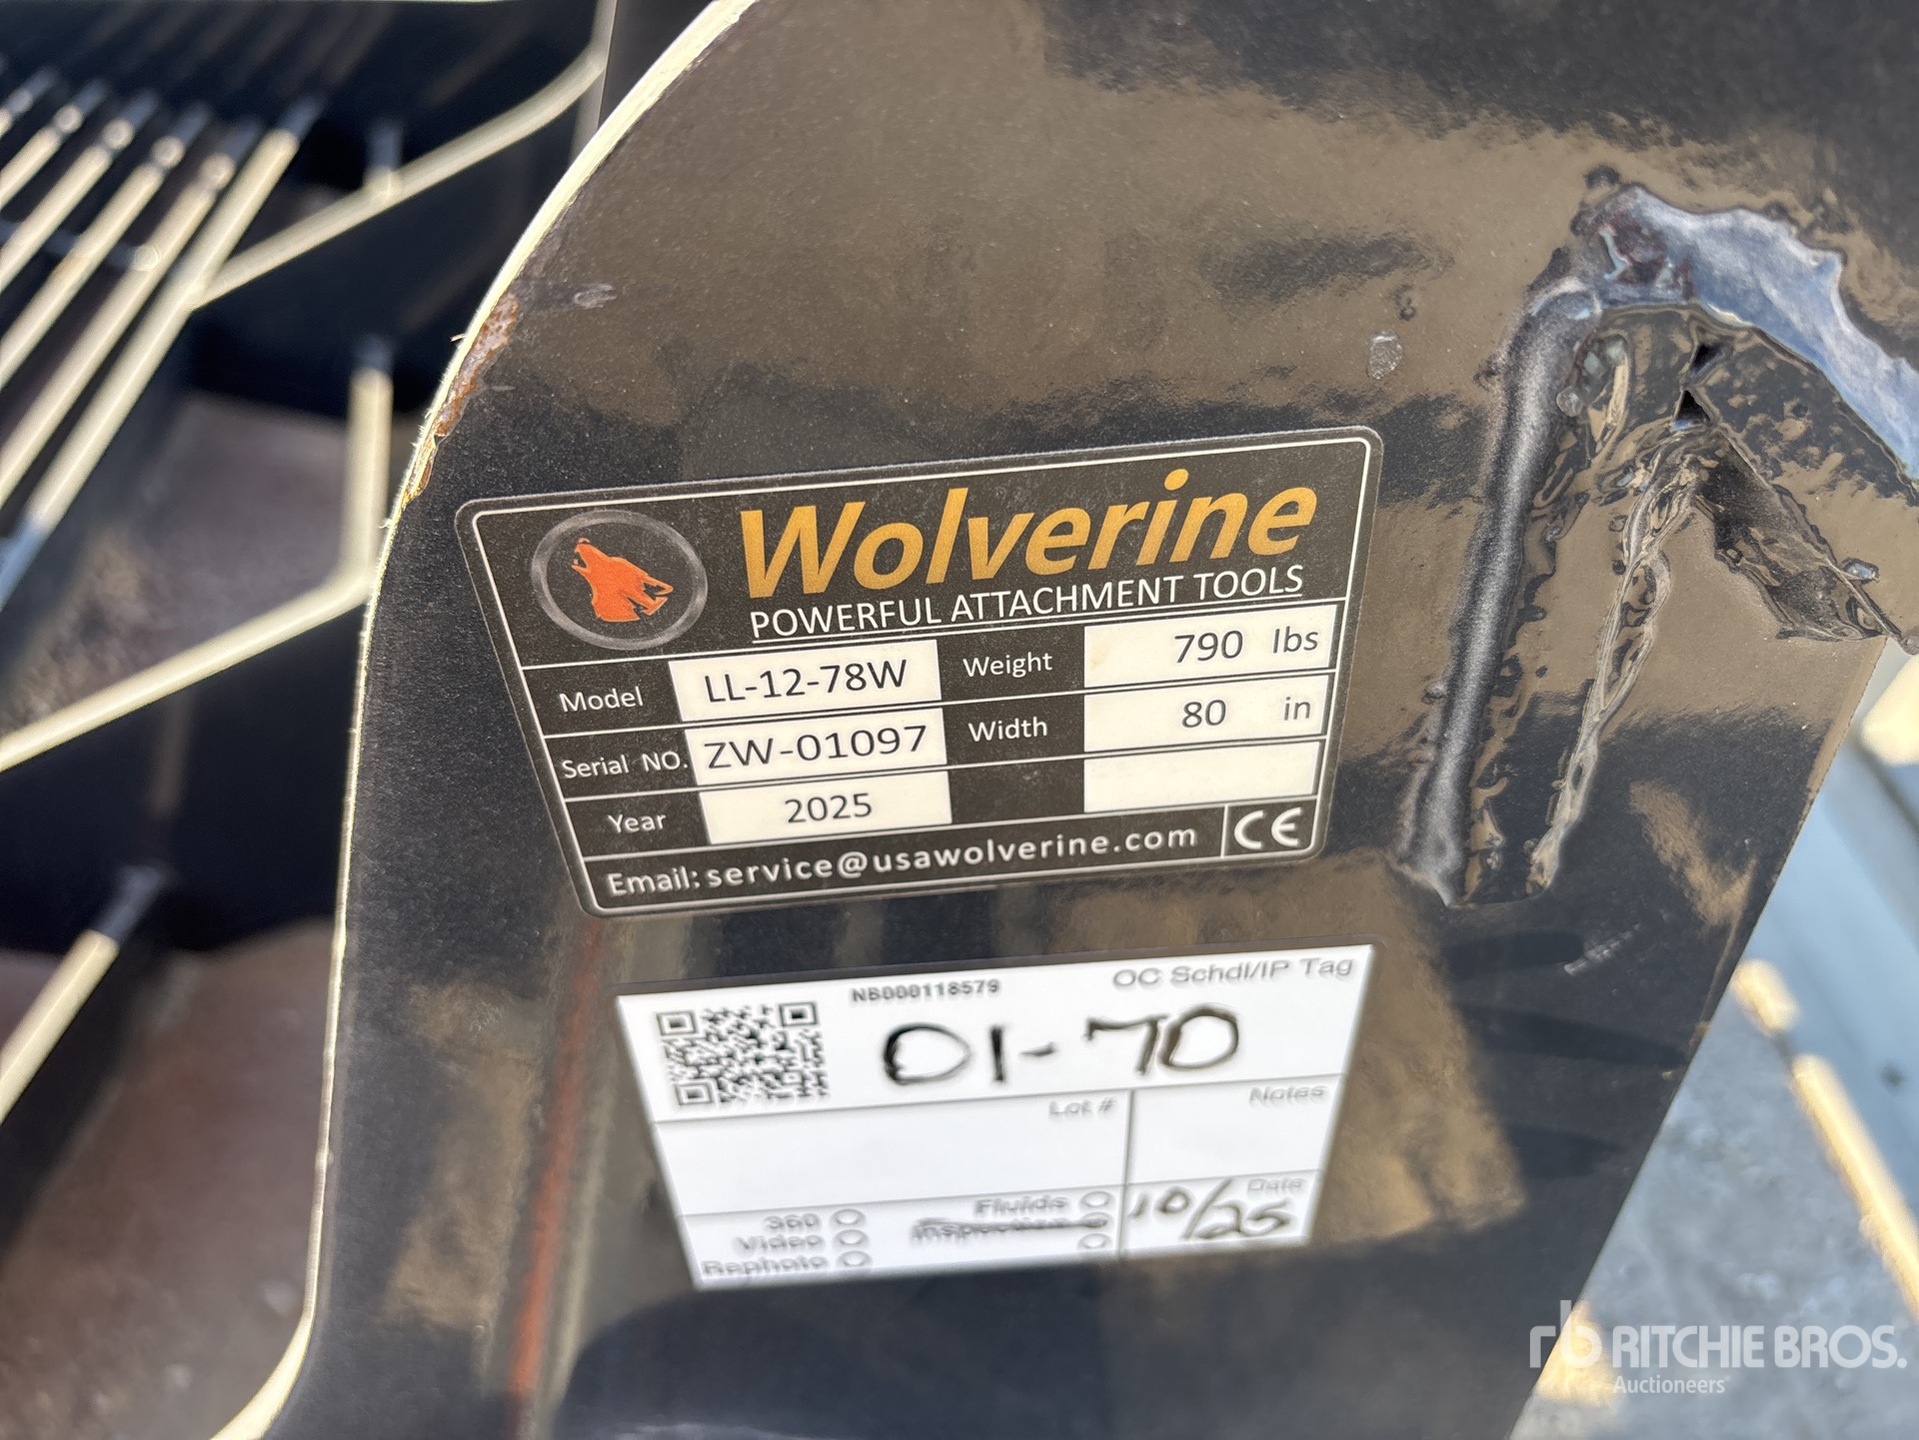 Wolverine
POWERFUL ATTACHMENT TOOLS
Model LL-12-78W Weight 790 lbs
Serial NO. ZW-01097 Width 80 in
Year 2025
Email: service@usawolverine.com CE
NB000118579 OC Schdl/IP Tag
01-70
Lot # Notes
360 Fluids Date
Video Inspection 10/25
Rephoto
rb RITCHIE BROS.
Auctioneers